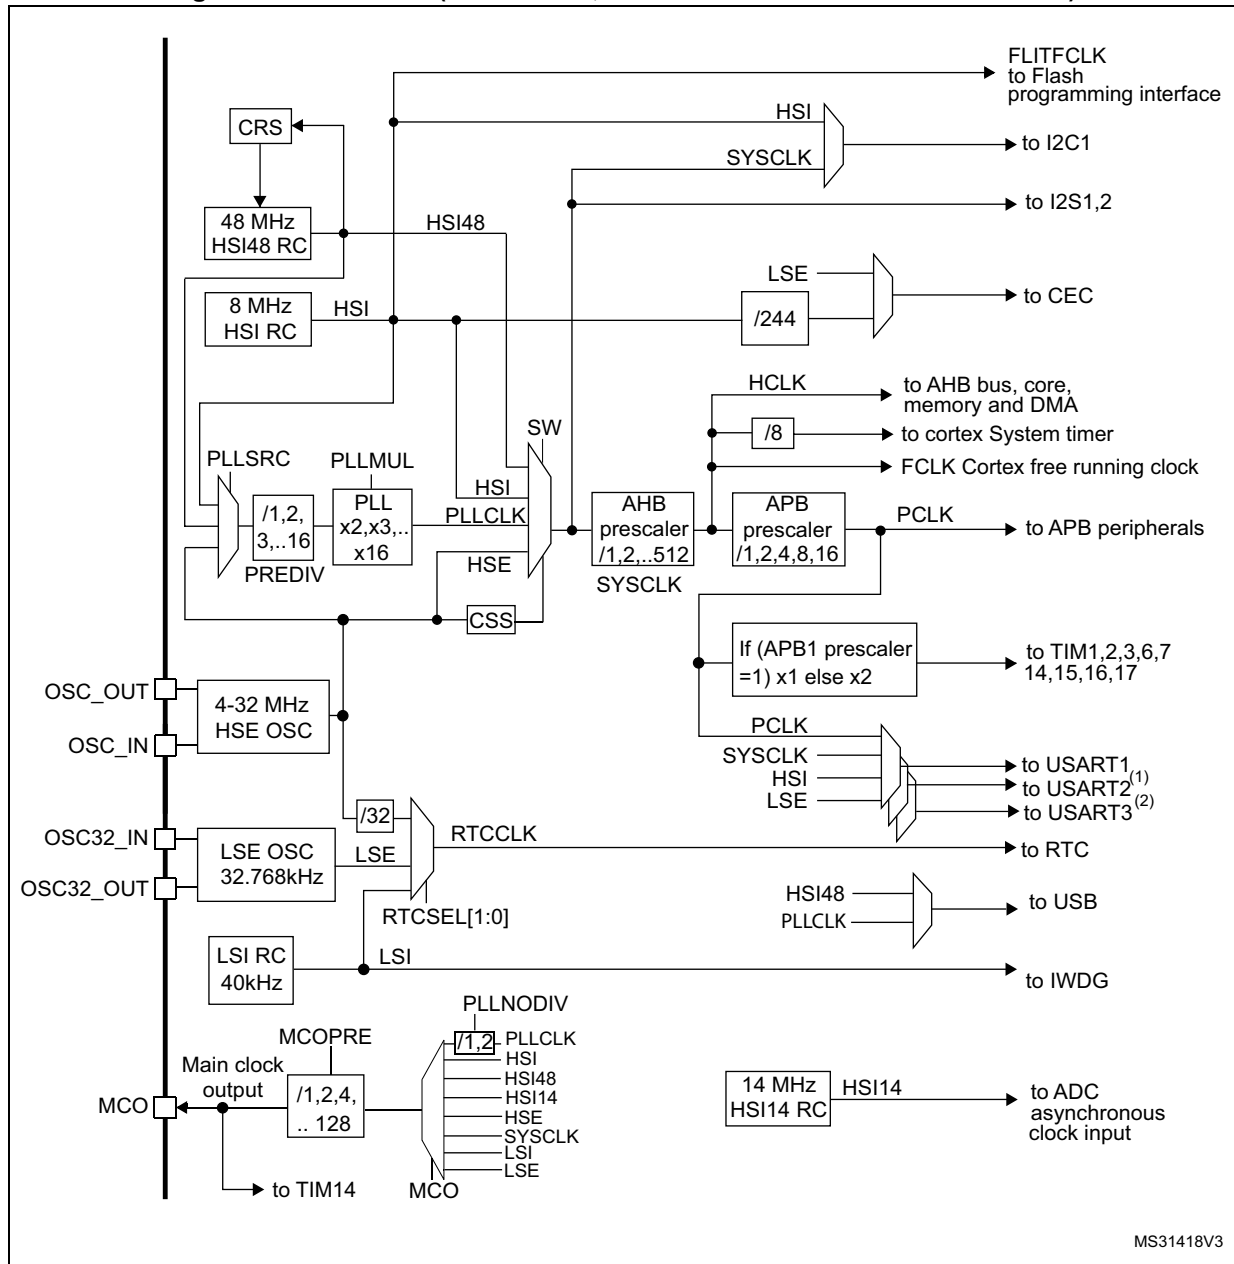 FLITFCLK
to Flash
programming interface
HSI
to I2C1
SYSCLK
to I2S1,2
CRS
48 MHz
HSI48 RC
HSI48
LSE
to CEC
/244
8 MHz
HSI RC
HSI
HCLK
to AHB bus, core,
memory and DMA
/8
to cortex System timer
FCLK Cortex free running clock
SW
PLLSRC
PLLMUL
/1,2,
3,..16
PREDIV
PLL
x2,x3,..
x16
HSI
PLLCLK
HSE
AHB
prescaler
/1,2,..512
SYSCLK
APB
prescaler
/1,2,4,8,16
PCLK
to APB peripherals
CSS
If (APB1 prescaler
=1) x1 else x2
to TIM1,2,3,6,7
14,15,16,17
OSC_OUT
OSC_IN
4-32 MHz
HSE OSC
PCLK
SYSCLK
HSI
LSE
to USART1
to USART2(1)
to USART3(2)
/32
OSC32_IN
OSC32_OUT
LSE OSC
32.768kHz
LSE
RTCCLK
to RTC
RTCSEL[1:0]
HSI48
PLLCLK
to USB
LSI RC
40kHz
LSI
to IWDG
PLLNODIV
/1,2
PLLCLK
HSI
HSI48
HSI14
HSE
SYSCLK
LSI
LSE
MCO
MCOPRE
/1,2,4,
.. 128
Main clock
output
MCO
to TIM14
14 MHz
HSI14 RC
HSI14
to ADC
asynchronous
clock input
MS31418V3